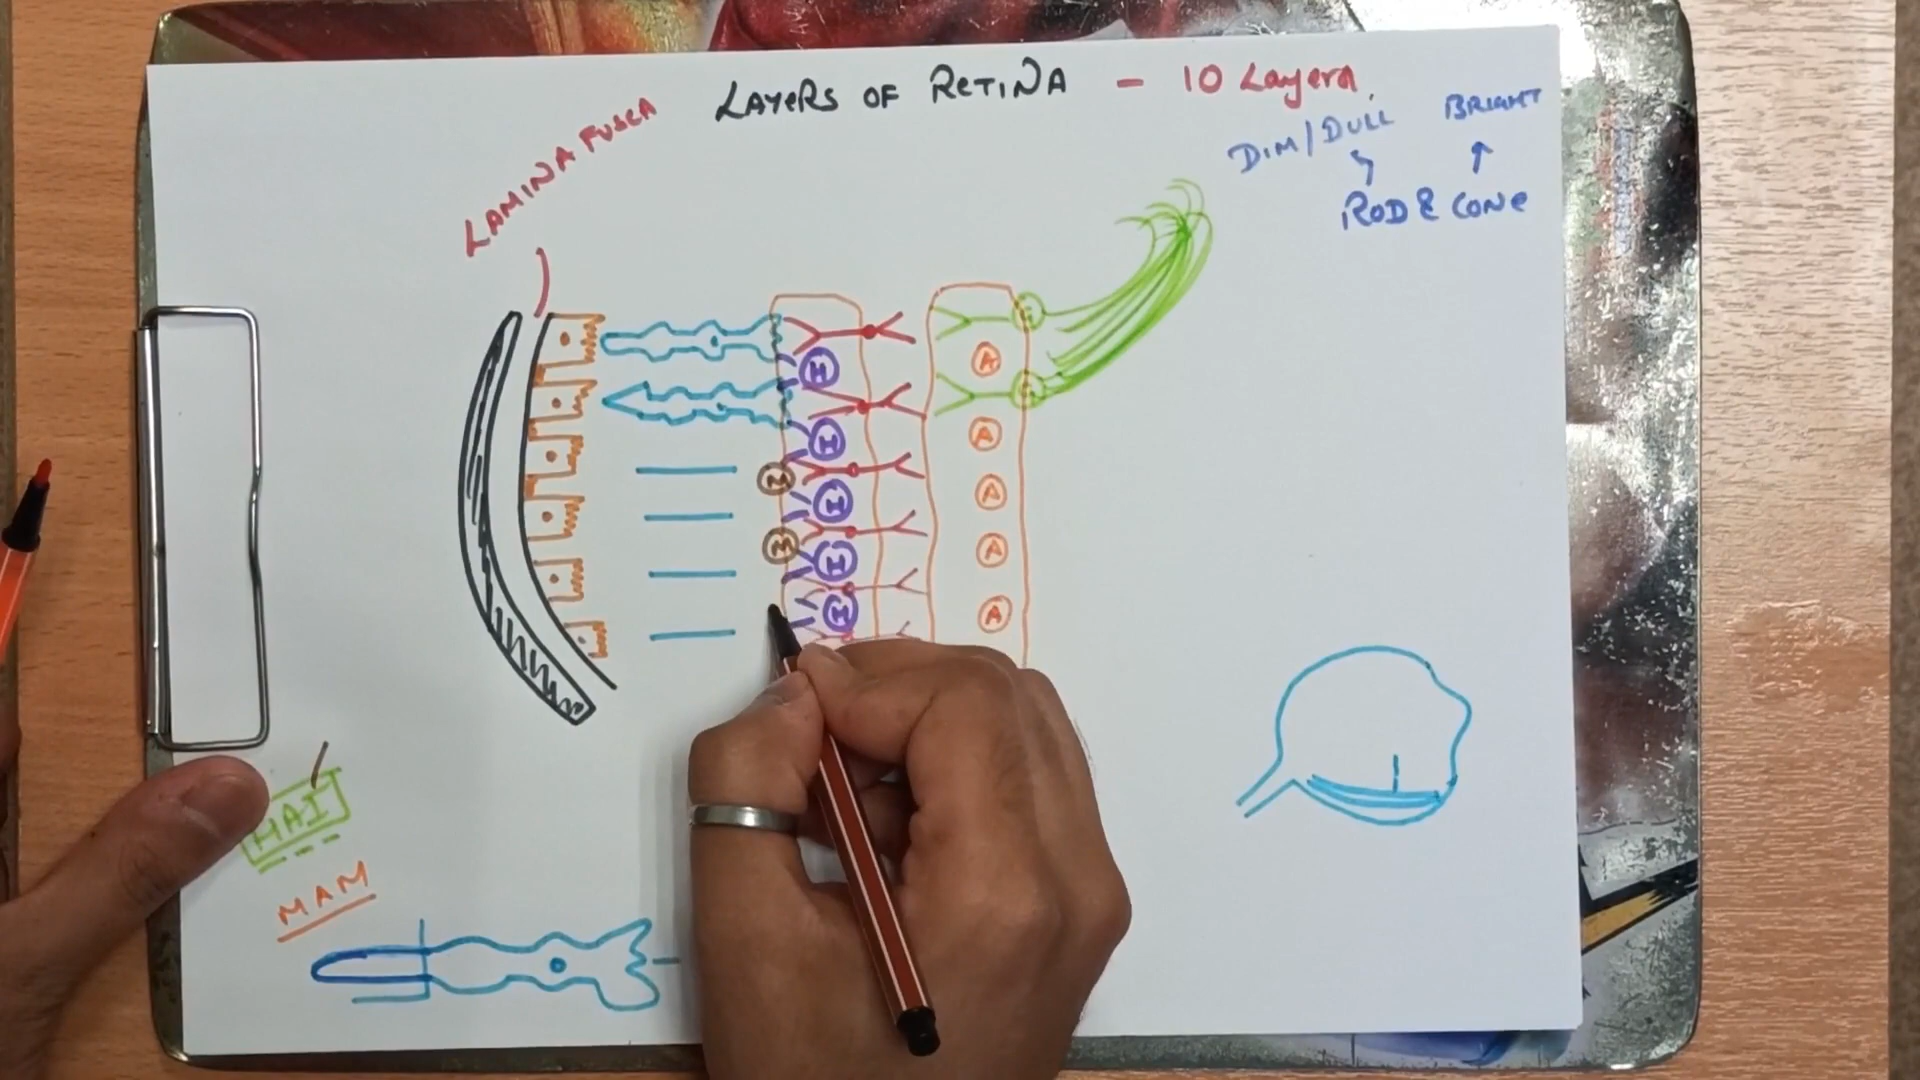 LAYERS OF RETINA - 10 Layers
LAMINA FUSCA
DIM/DULL
BRIGHT
ROD & CONE
H
A
H
A
M
H
A
M
H
A
H
A
HAI
MAM